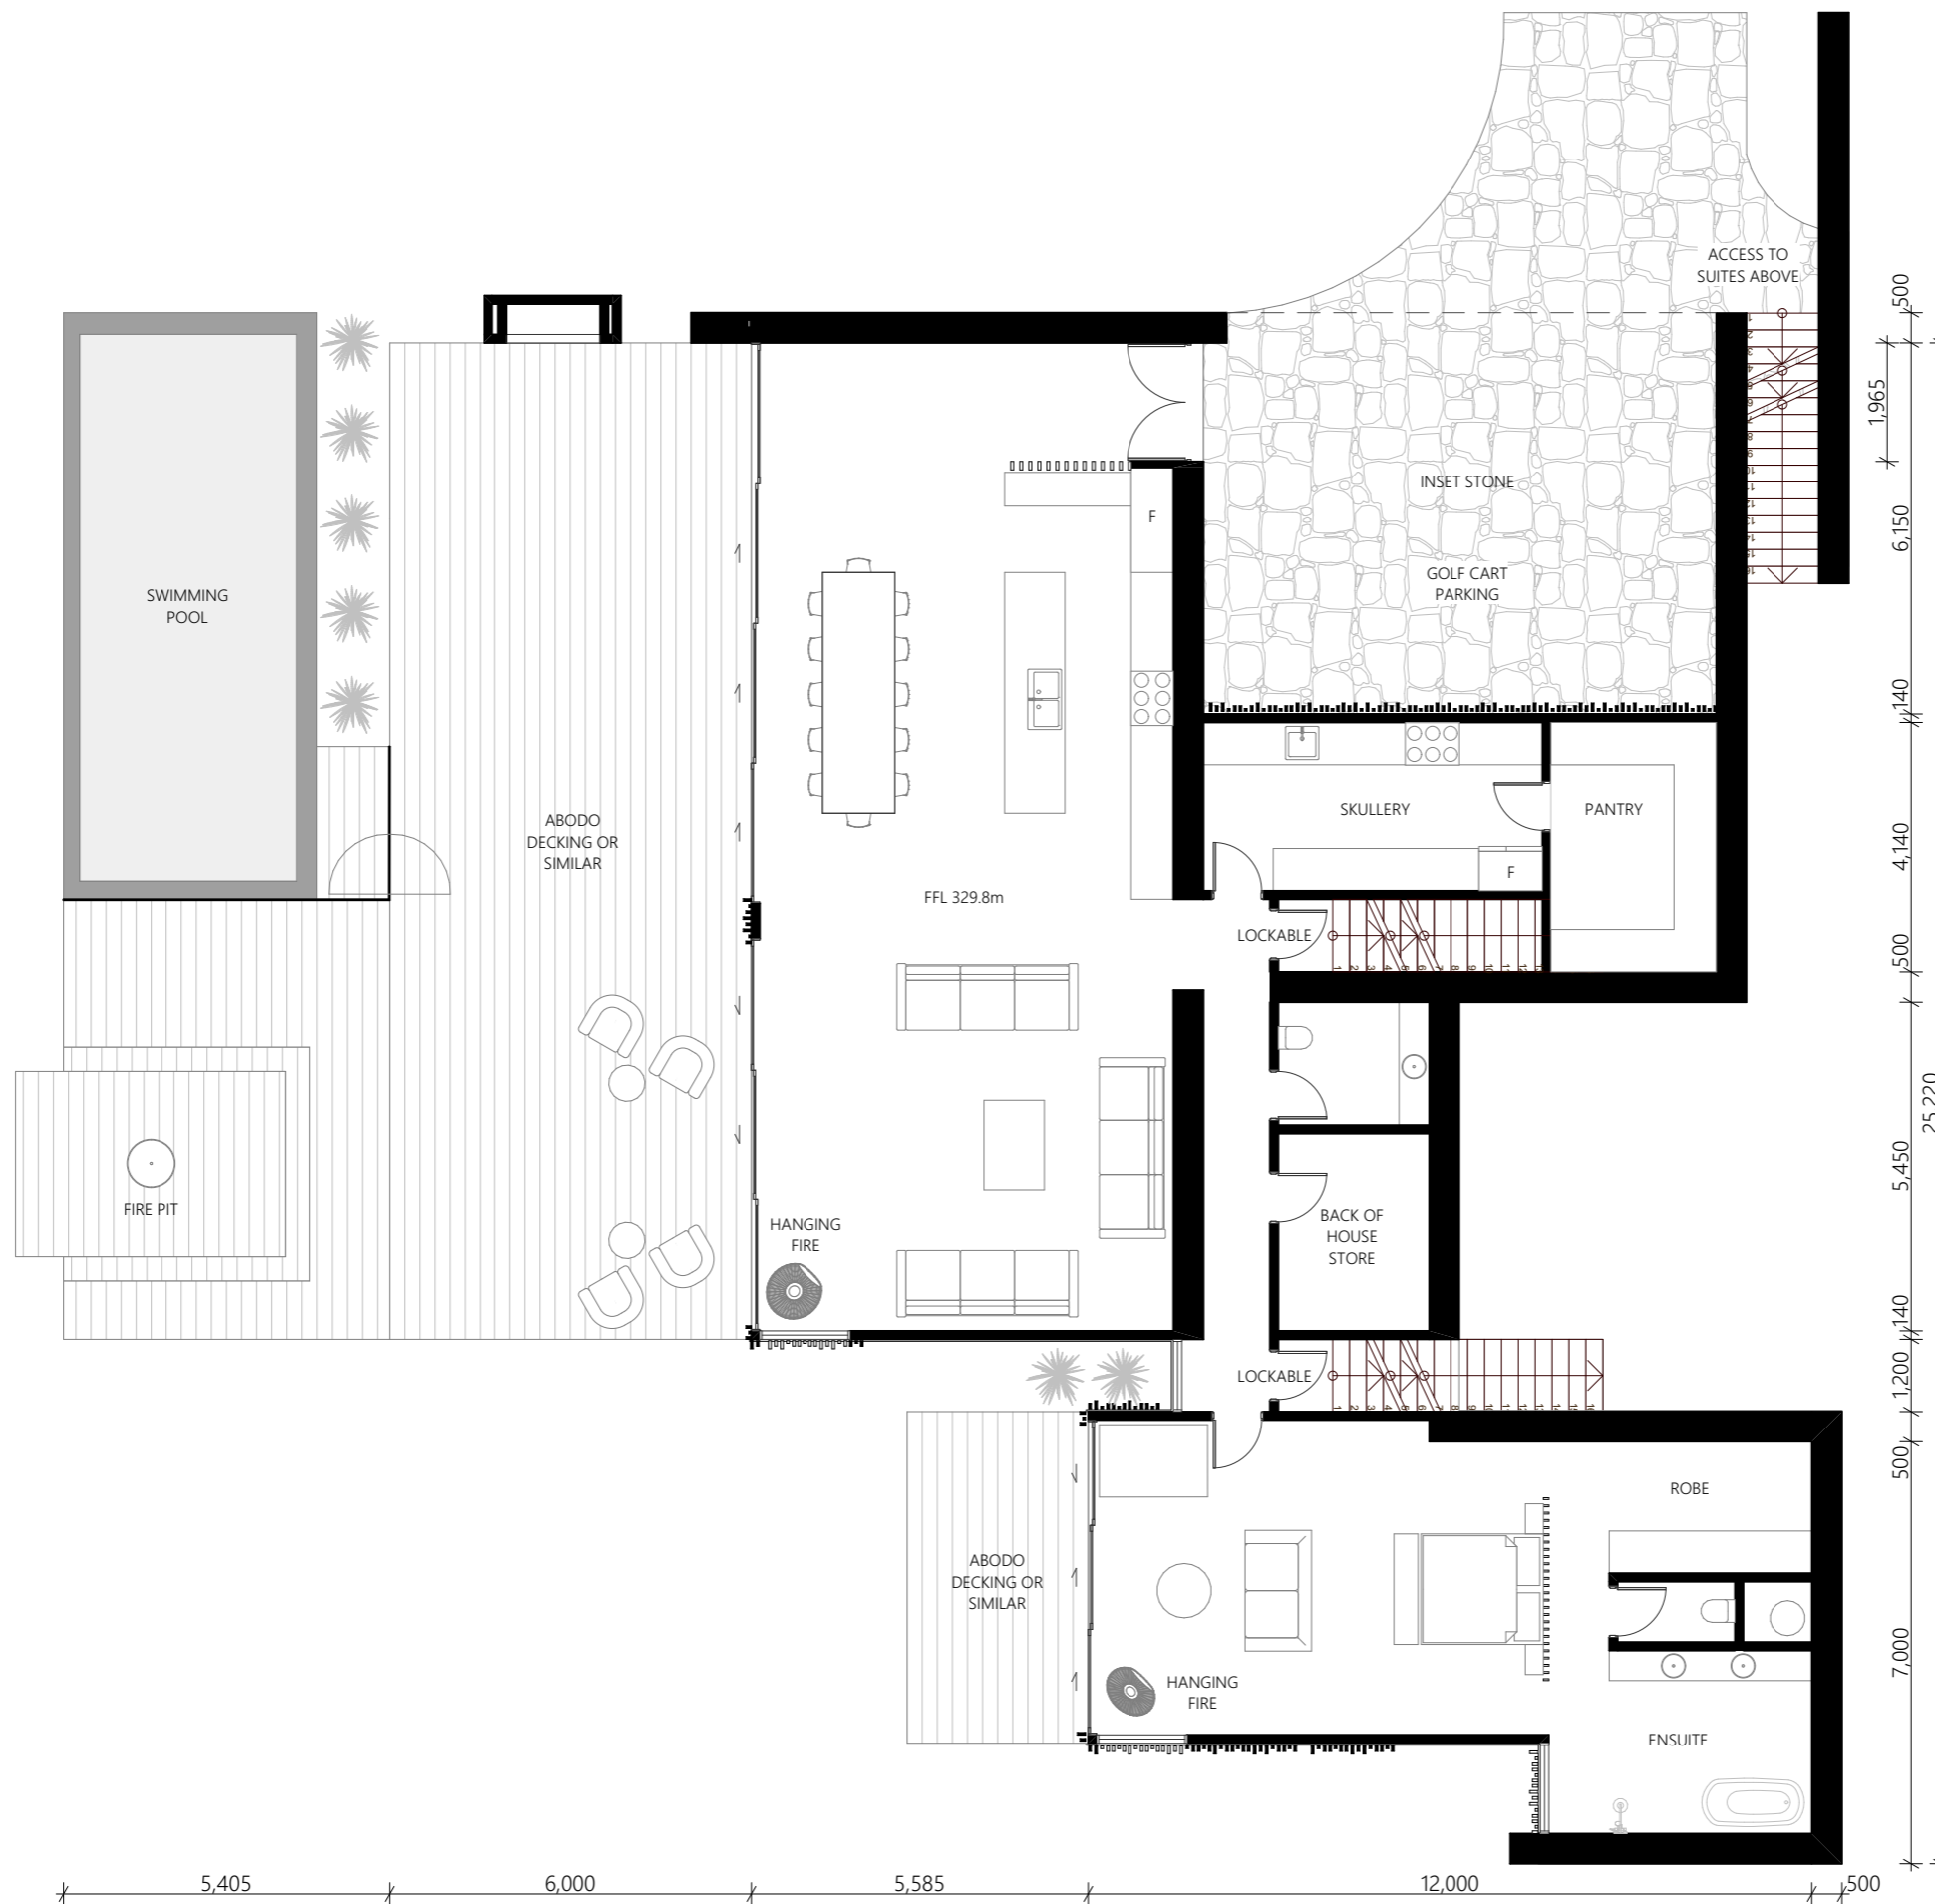 ACCESS TO
SUITES ABOVE
500
1,965
INSET STONE
6,150
F
GOLF CART
PARKING
SWIMMING
POOL
140
SKULLERY
PANTRY
ABODO
DECKING OR
SIMILAR
4,140
F
FFL 329.8m
LOCKABLE
500
25,220
5,450
FIRE PIT
HANGING
FIRE
BACK OF
HOUSE
STORE
140
LOCKABLE
1,200
500
ROBE
ABODO
DECKING OR
SIMILAR
7,000
HANGING
FIRE
ENSUITE
5,405
6,000
5,585
12,000
500